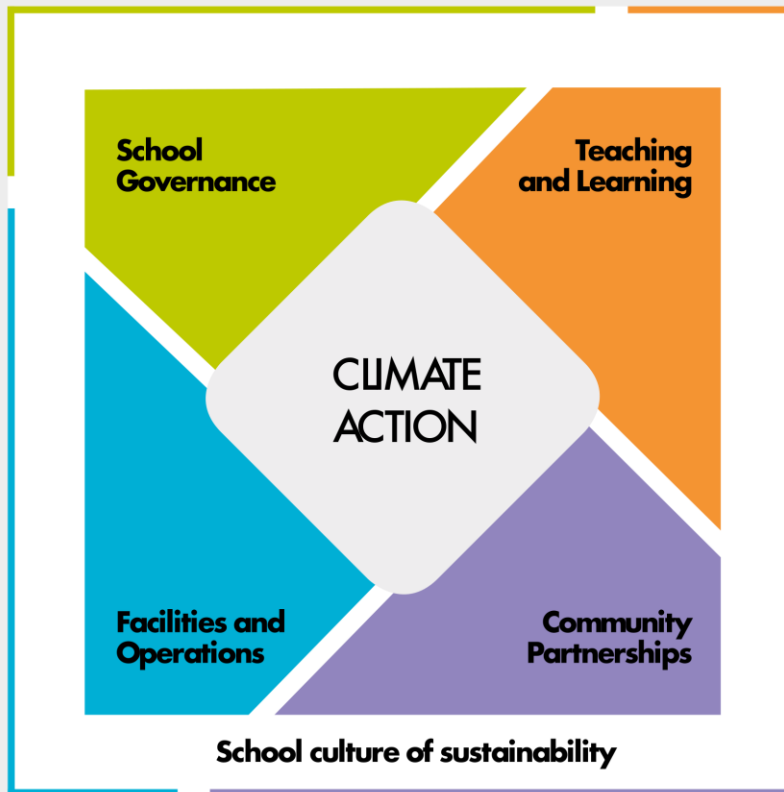 School
Governance
Teaching
and Learning
CLIMATE
ACTION
Facilities and
Operations
Community
Partnerships
School culture of sustainability